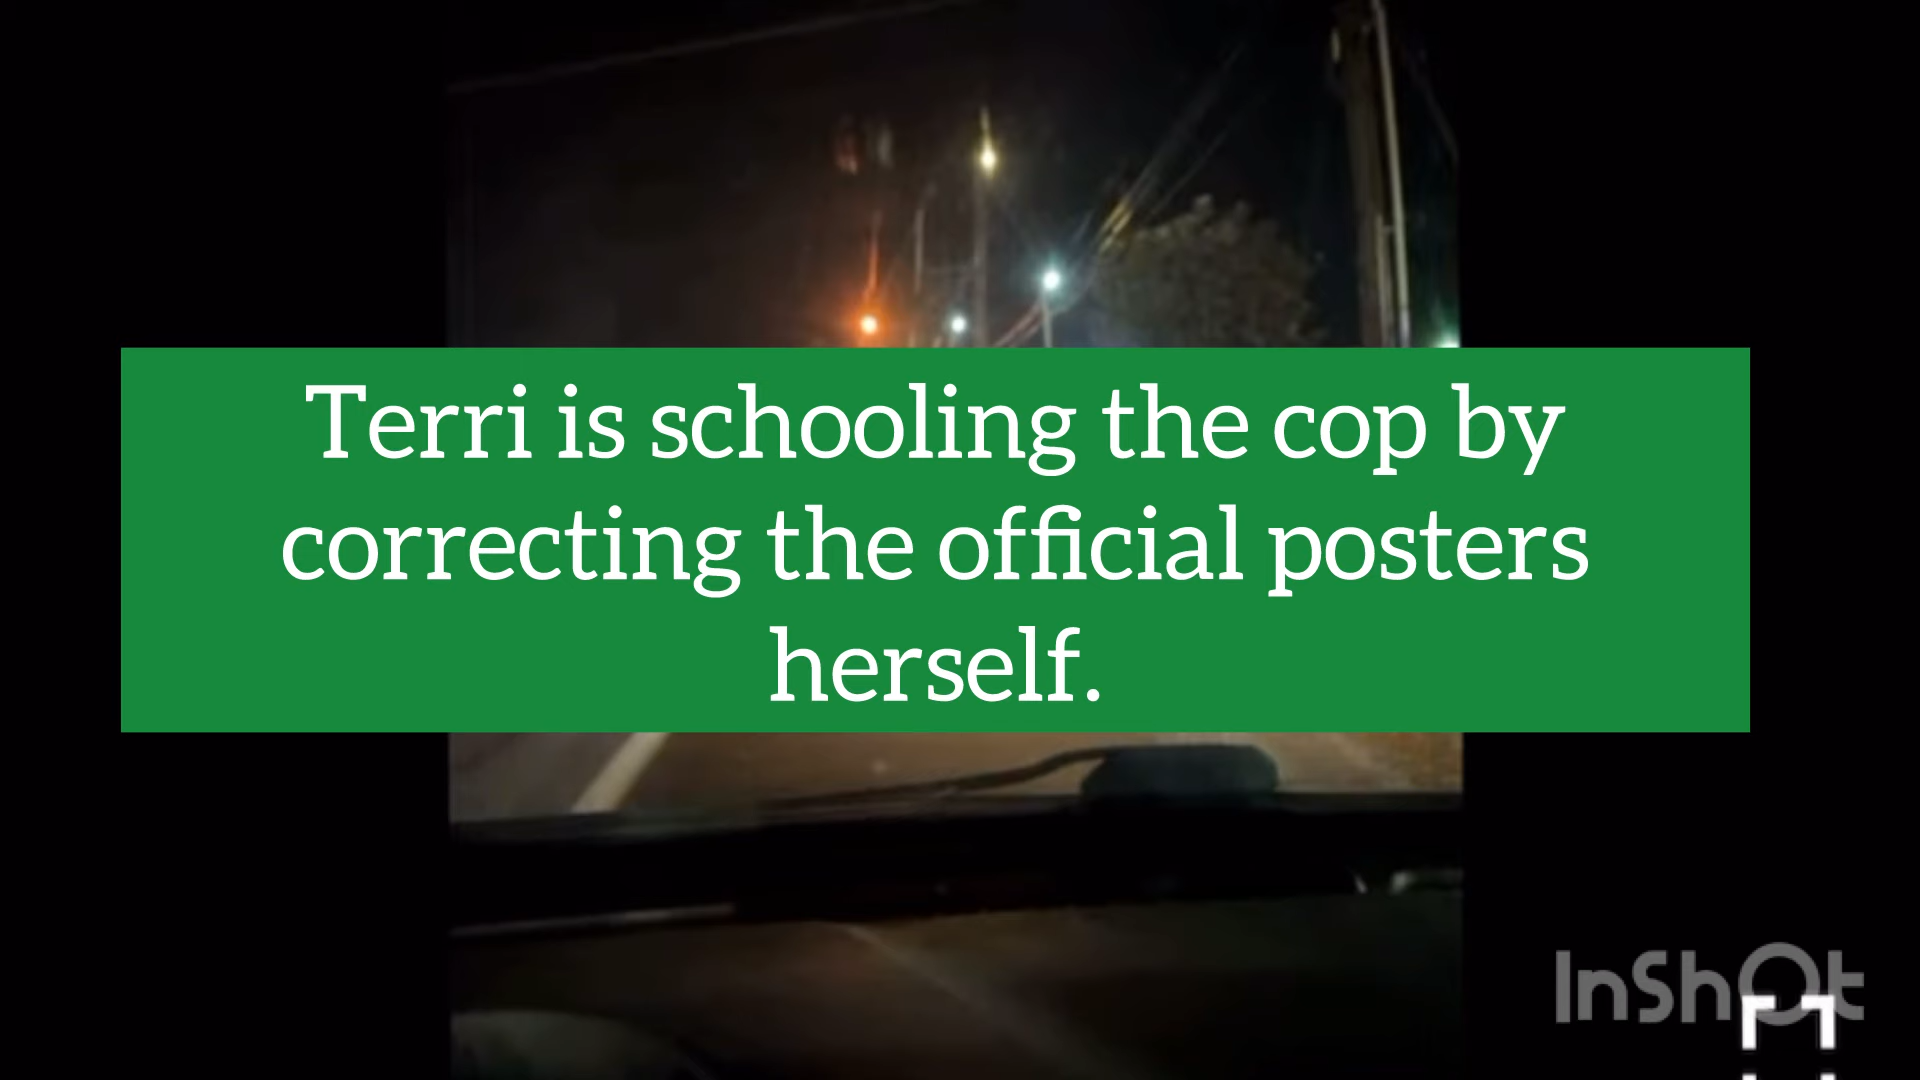 Terri is schooling the cop by
correcting the official posters
herself.
InShOt